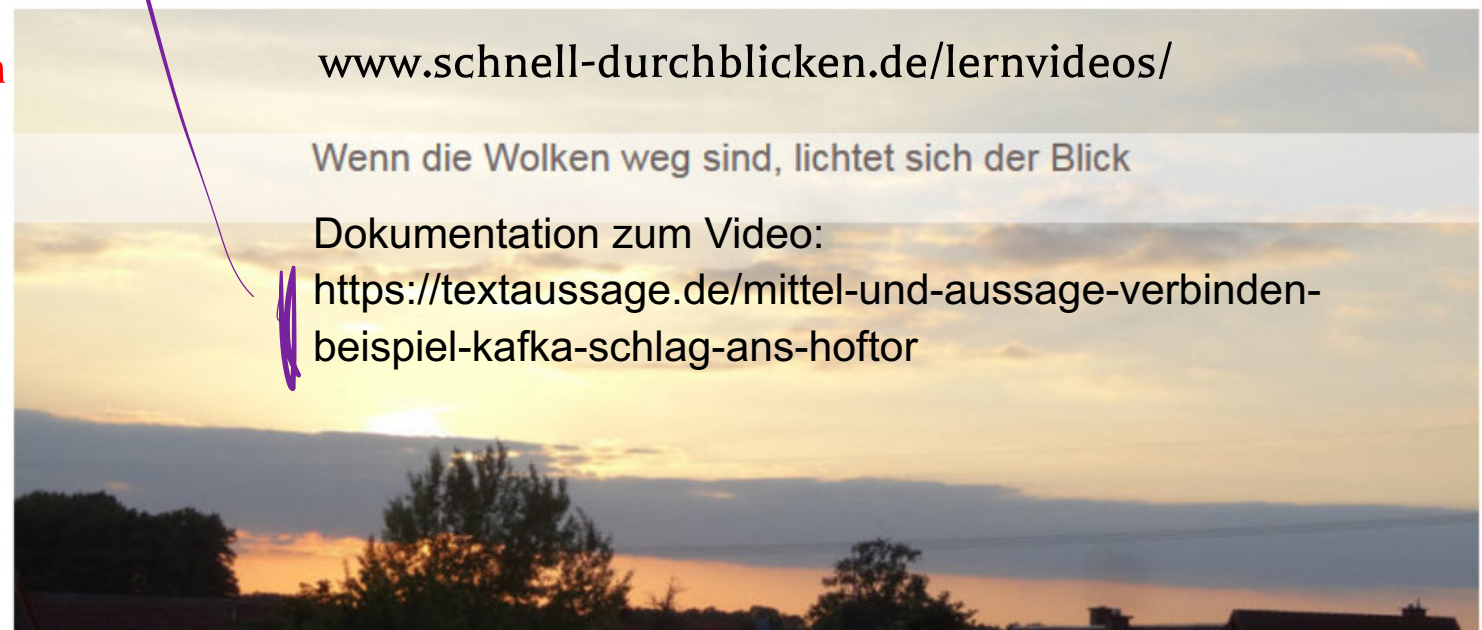 www.schnell-durchblicken.de/lernvideos/
Wenn die Wolken weg sind, lichtet sich der Blick
Dokumentation zum Video:
https://textaussage.de/mittel-und-aussage-verbinden-
beispiel-kafka-schlag-ans-hoftor